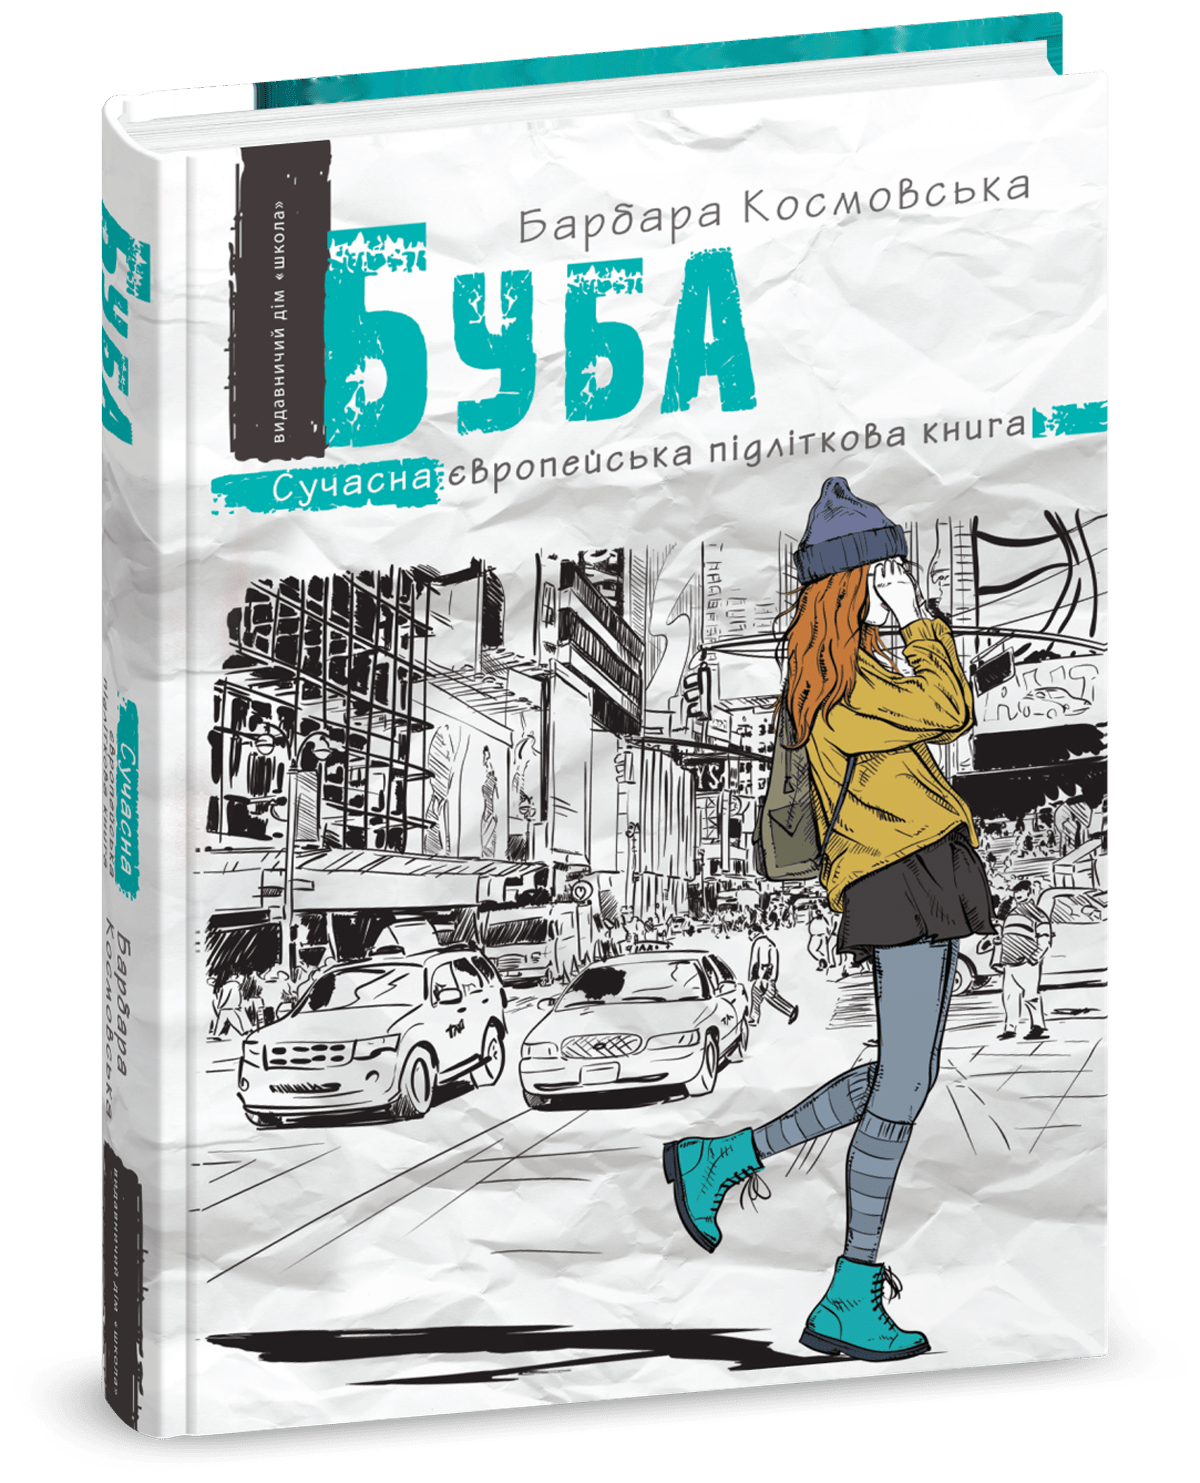 Барбара Космовська
Буба
видавничий дім «школа»
Сучасна європейська підліткова книга
TAXI
Буба
Сучасна
європейська
підліткова книга
Барбара
Космовська
видавничий дім «школа»